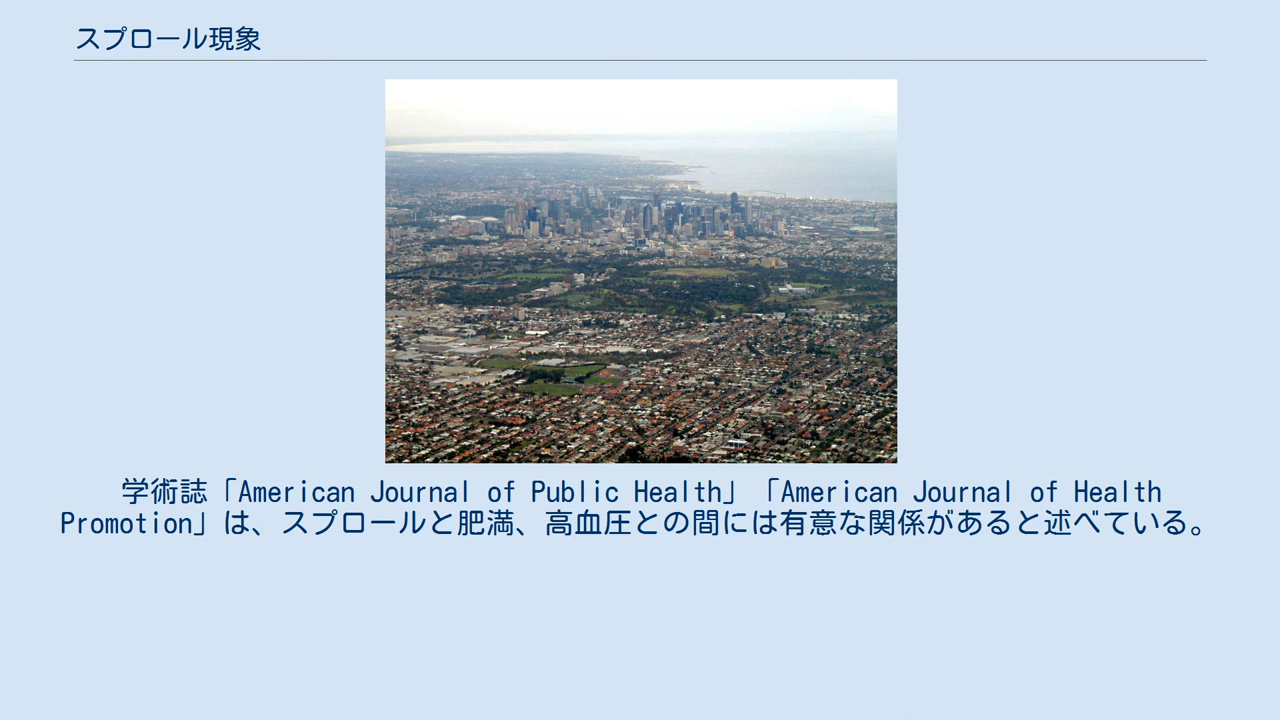 スプロール現象
学術誌「American Journal of Public Health」「American Journal of Health
Promotion」は、スプロールと肥満、高血圧との間には有意な関係があると述べている。